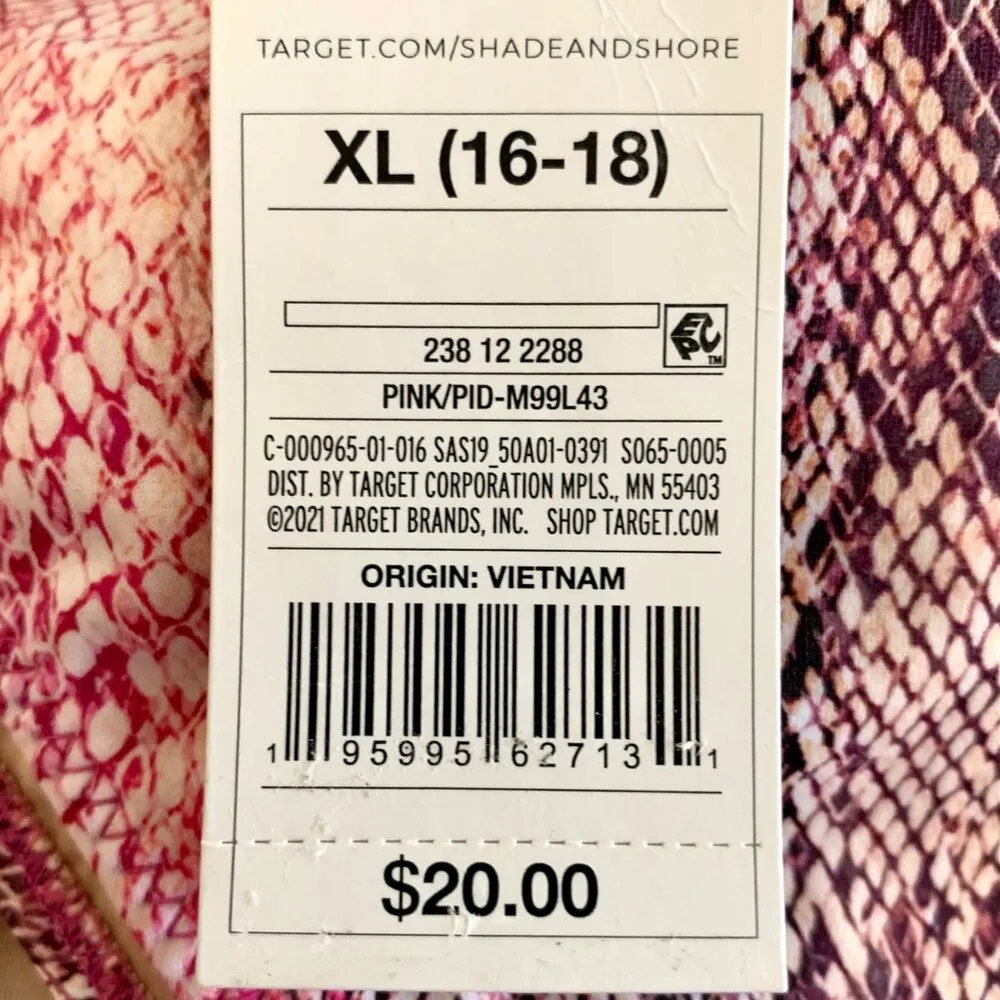 TARGET.COM/SHADEANDSHORE
XL (16-18)
EPC TM
238 12 2288
PINK/PID-M99L43
C-000965-01-016 SAS19_50A01-0391 S065-0005
DIST. BY TARGET CORPORATION MPLS., MN 55403
©2021 TARGET BRANDS, INC. SHOP TARGET.COM
ORIGIN: VIETNAM
1 95995 62713 1
$20.00